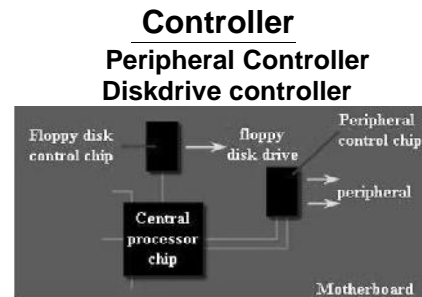 Controller
Peripheral Controller
Diskdrive controller
Floppy disk
control chip
floppy
disk drive
Peripheral
control chip
peripheral
Central
processor
chip
Motherboard